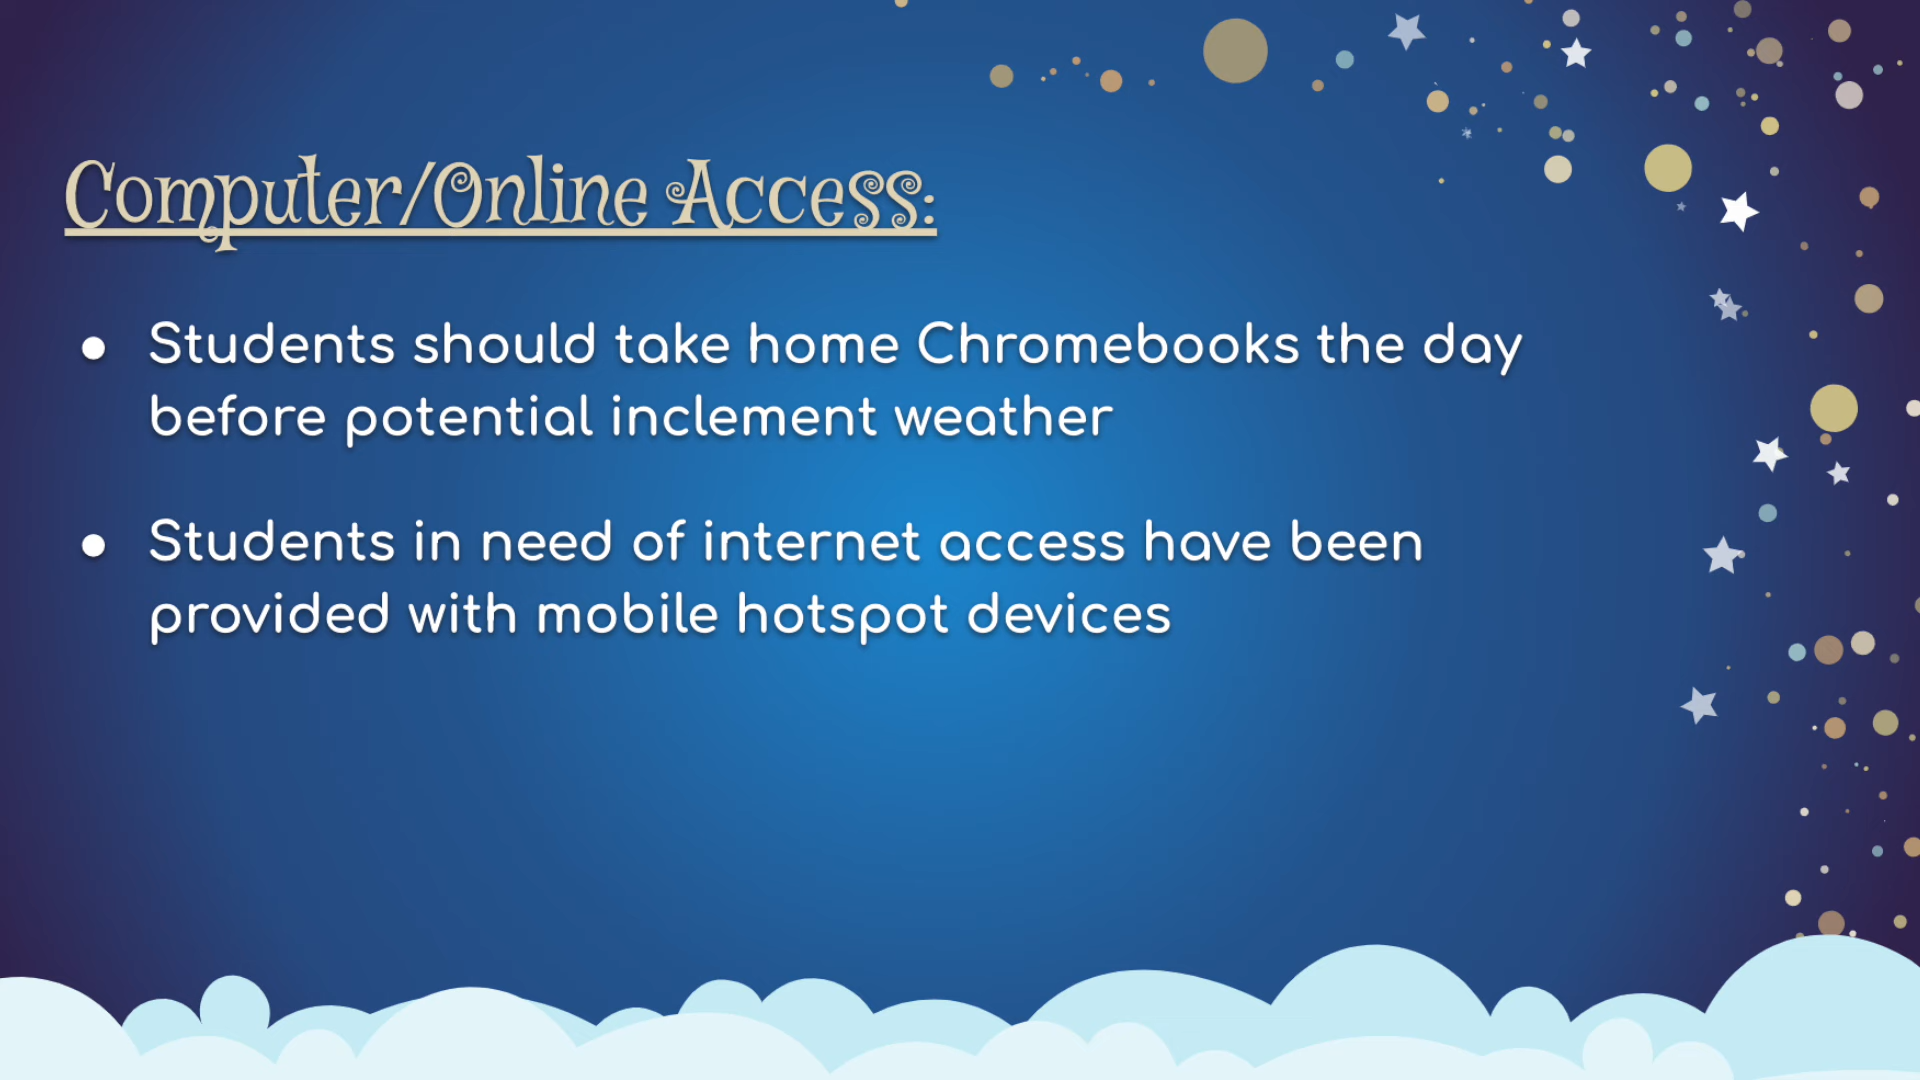 Computer/Online Access:
● Students should take home Chromebooks the day
before potential inclement weather
● Students in need of internet access have been
provided with mobile hotspot devices